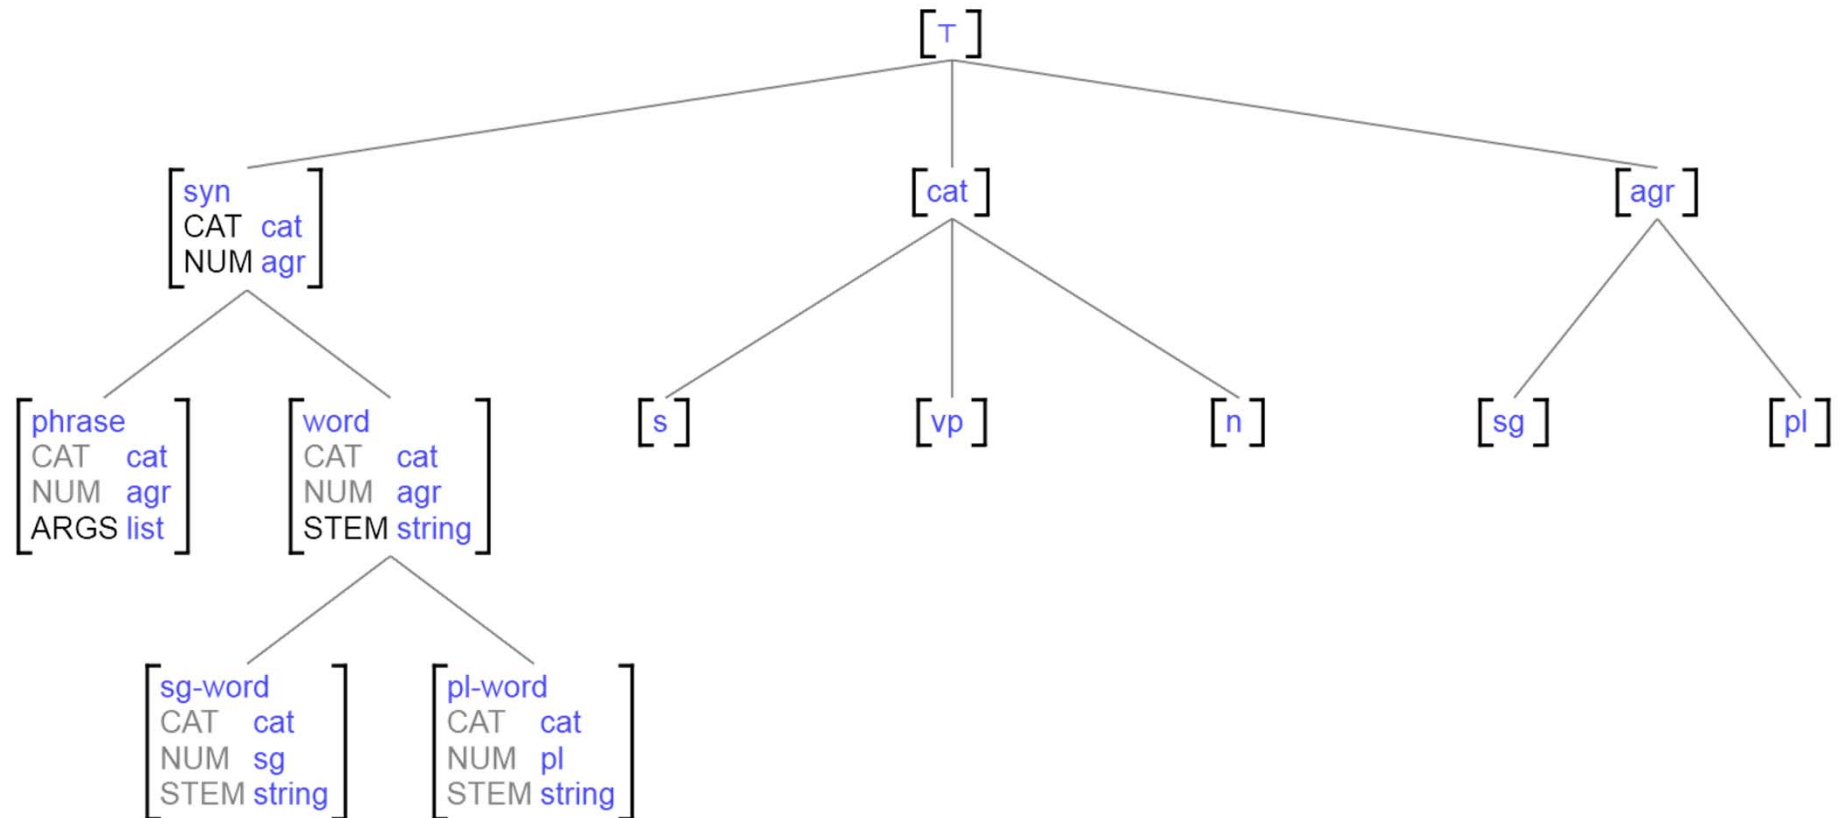 ⊤
syn
CAT cat
NUM agr
cat
agr
phrase
CAT cat
NUM agr
ARGS list
word
CAT cat
NUM agr
STEM string
s
vp
n
sg
pl
sg-word
CAT cat
NUM sg
STEM string
pl-word
CAT cat
NUM pl
STEM string